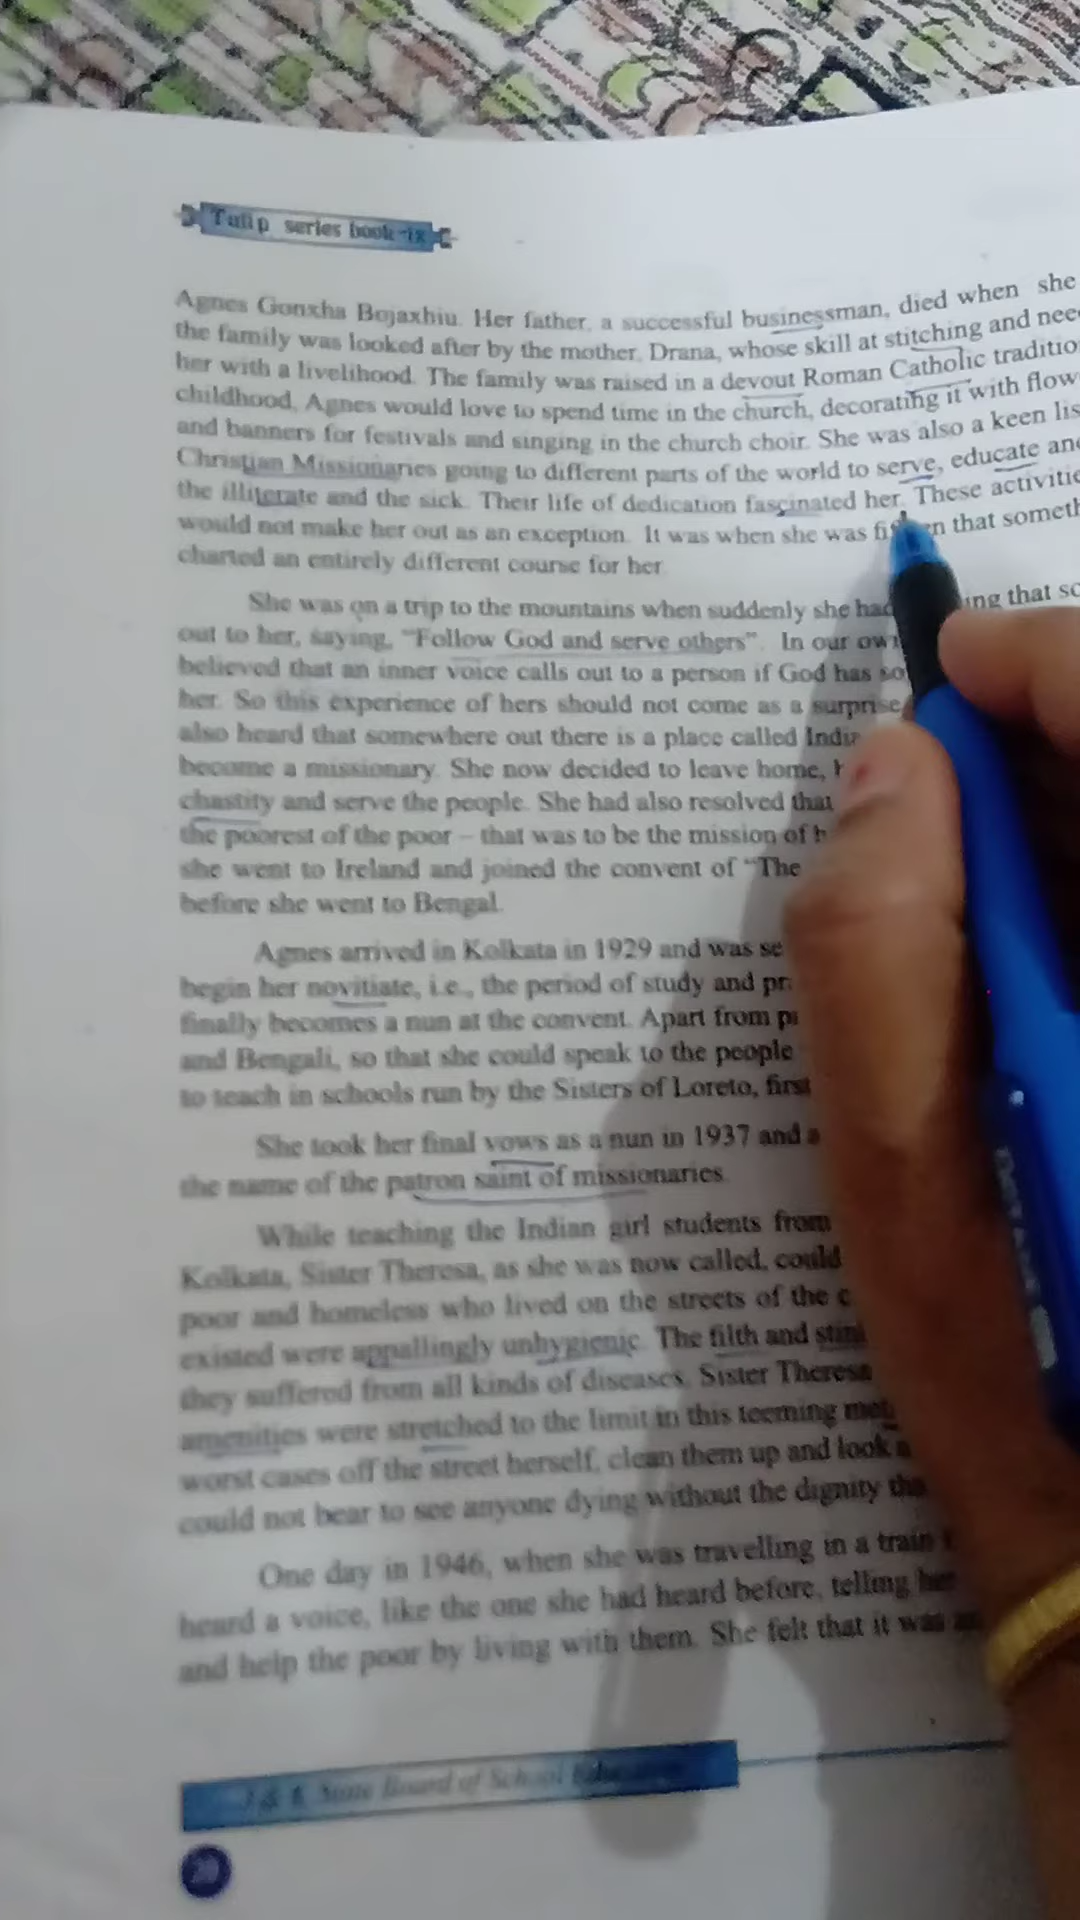 Tulip series book-ix
Agnes Gonxha Bojaxhiu. Her father, a successful businessman, died when she
the family was looked after by the mother, Drana, whose skill at stitching and nee
her with a livelihood. The family was raised in a devout Roman Catholic traditio
childhood, Agnes would love to spend time in the church, decorating it with flow
and banners for festivals and singing in the church choir. She was also a keen lis
Christian Missionaries going to different parts of the world to serve, educate and
the illiterate and the sick. Their life of dedication fascinated her. These activitie
would not make her out as an exception. It was when she was that someth
charted an entirely different course for her.
She was on a trip to the mountains when suddenly she had ing that so
out to her, saying, “Follow God and serve others”. In our own
believed that an inner voice calls out to a person if God has so
her. So this experience of hers should not come as a surprise
also heard that somewhere out there is a place called India
become a missionary. She now decided to leave home,
chastity and serve the people. She had also resolved that
the poorest of the poor – that was to be the mission of h
she went to Ireland and joined the convent of “The
before she went to Bengal.
Agnes arrived in Kolkata in 1929 and was se
begin her novitiate, i.e., the period of study and pr
finally becomes a nun at the convent. Apart from
and Bengali, so that she could speak to the people
to teach in schools run by the Sisters of Loreto, first
She took her final vows as a nun in 1937 and a
the name of the patron saint of missionaries.
While teaching the Indian girl students from
Kolkata, Sister Theresa, as she was now called, could
poor and homeless who lived on the streets of the c
existed were appallingly unhygienic. The filth and
they suffered from all kinds of diseases. Sister Theresa
amenities were stretched to the limit in this teeming
worst cases off the street herself, clean them up and look a
could not bear to see anyone dying without the dignity tha
One day in 1946, when she was travelling in a train
heard a voice, like the one she had heard before, telling her
and help the poor by living with them. She felt that it was
J & K State Board of School Education
20